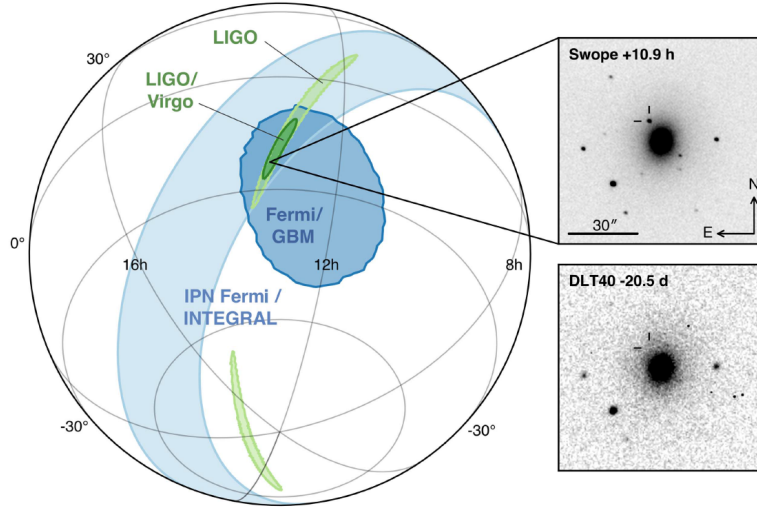 LIGO
30°
LIGO/
Virgo
Fermi/
GBM
0°
16h
12h
8h
IPN Fermi /
INTEGRAL
-30°
-30°
Swope +10.9 h
N
30″
E
DLT40 -20.5 d